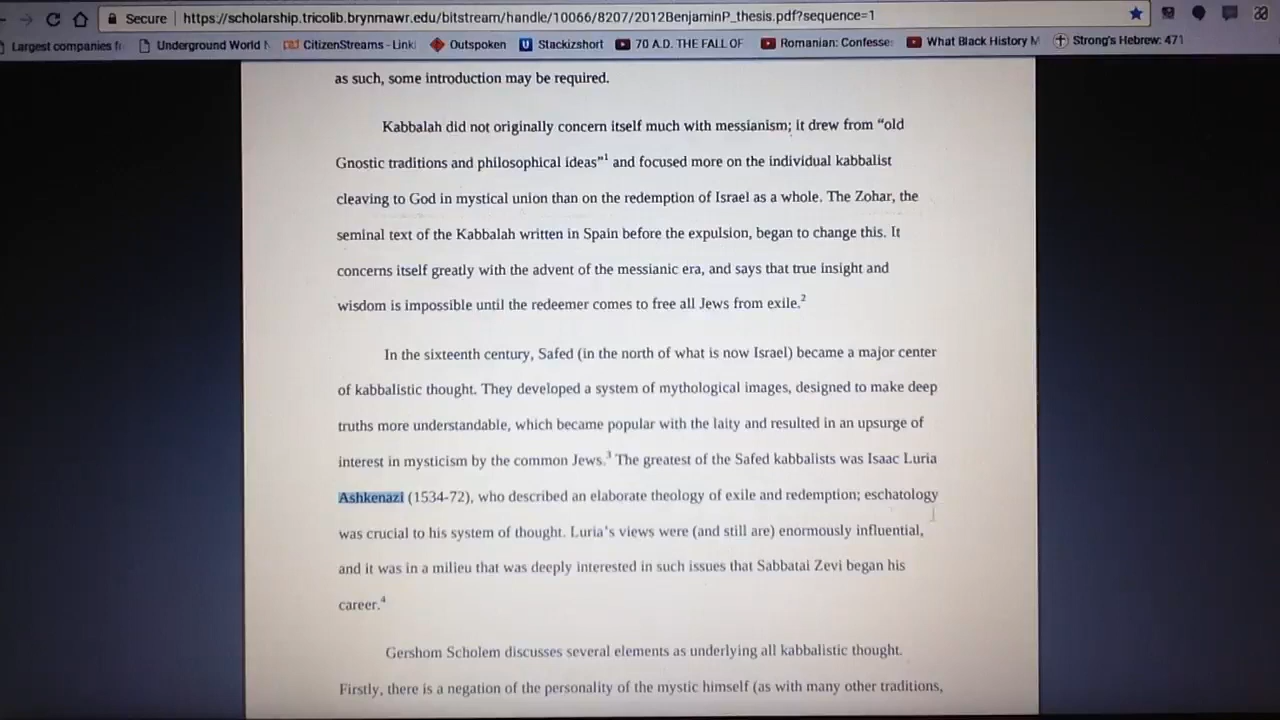 Secure https://scholarship.tricolib.brynmawr.edu/bitstream/handle/10066/8207/2012BenjaminP_thesis.pdf?sequence=1
Largest companies Underground World CitizenStreams - Link Outspoken Stackizshort 70 A.D. THE FALL OF Romanian: Confesse What Black History M Strong's Hebrew: 471
as such, some introduction may be required.
Kabbalah did not originally concern itself much with messianism; it drew from “old
Gnostic traditions and philosophical ideas”1 and focused more on the individual kabbalist
cleaving to God in mystical union than on the redemption of Israel as a whole. The Zohar, the
seminal text of the Kabbalah written in Spain before the expulsion, began to change this. It
concerns itself greatly with the advent of the messianic era, and says that true insight and
wisdom is impossible until the redeemer comes to free all Jews from exile.2
In the sixteenth century, Safed (in the north of what is now Israel) became a major center
of kabbalistic thought. They developed a system of mythological images, designed to make deep
truths more understandable, which became popular with the laity and resulted in an upsurge of
interest in mysticism by the common Jews.3 The greatest of the Safed kabbalists was Isaac Luria
Ashkenazi (1534-72), who described an elaborate theology of exile and redemption; eschatology
was crucial to his system of thought. Luria's views were (and still are) enormously influential,
and it was in a milieu that was deeply interested in such issues that Sabbatai Zevi began his
career.4
Gershom Scholem discusses several elements as underlying all kabbalistic thought.
Firstly, there is a negation of the personality of the mystic himself (as with many other traditions,